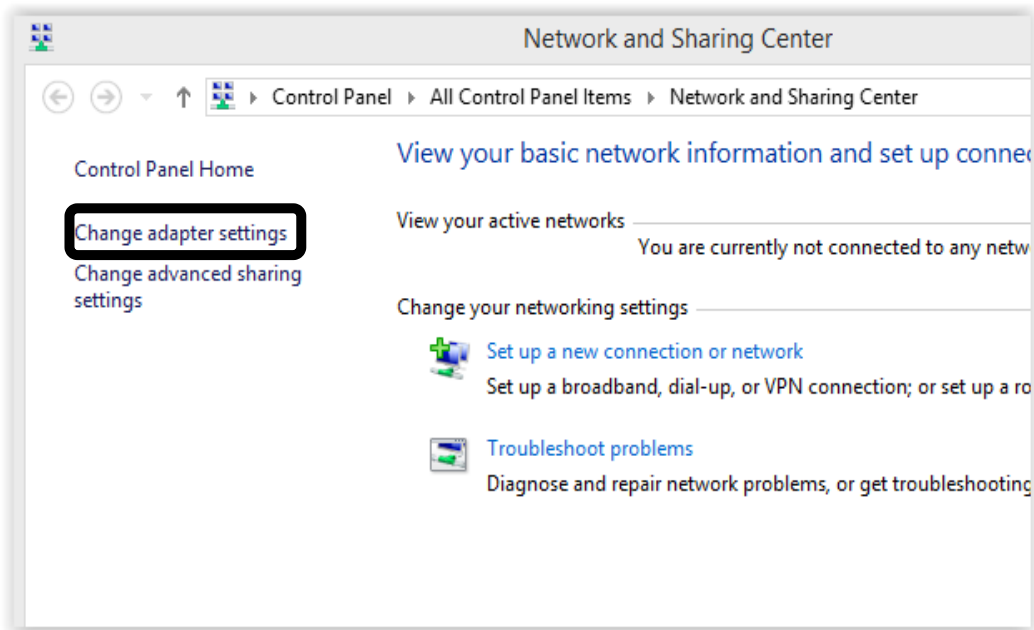 Network and Sharing Center
Control Panel All Control Panel Items Network and Sharing Center
Control Panel Home
Change adapter settings
Change advanced sharing
settings
View your basic network information and set up
View your active networks
You are currently not connected to any
Change your networking settings
Set up a new connection or network
Set up a broadband, dial-up, or VPN connection; or set up a
Troubleshoot problems
Diagnose and repair network problems, or get troubleshooting